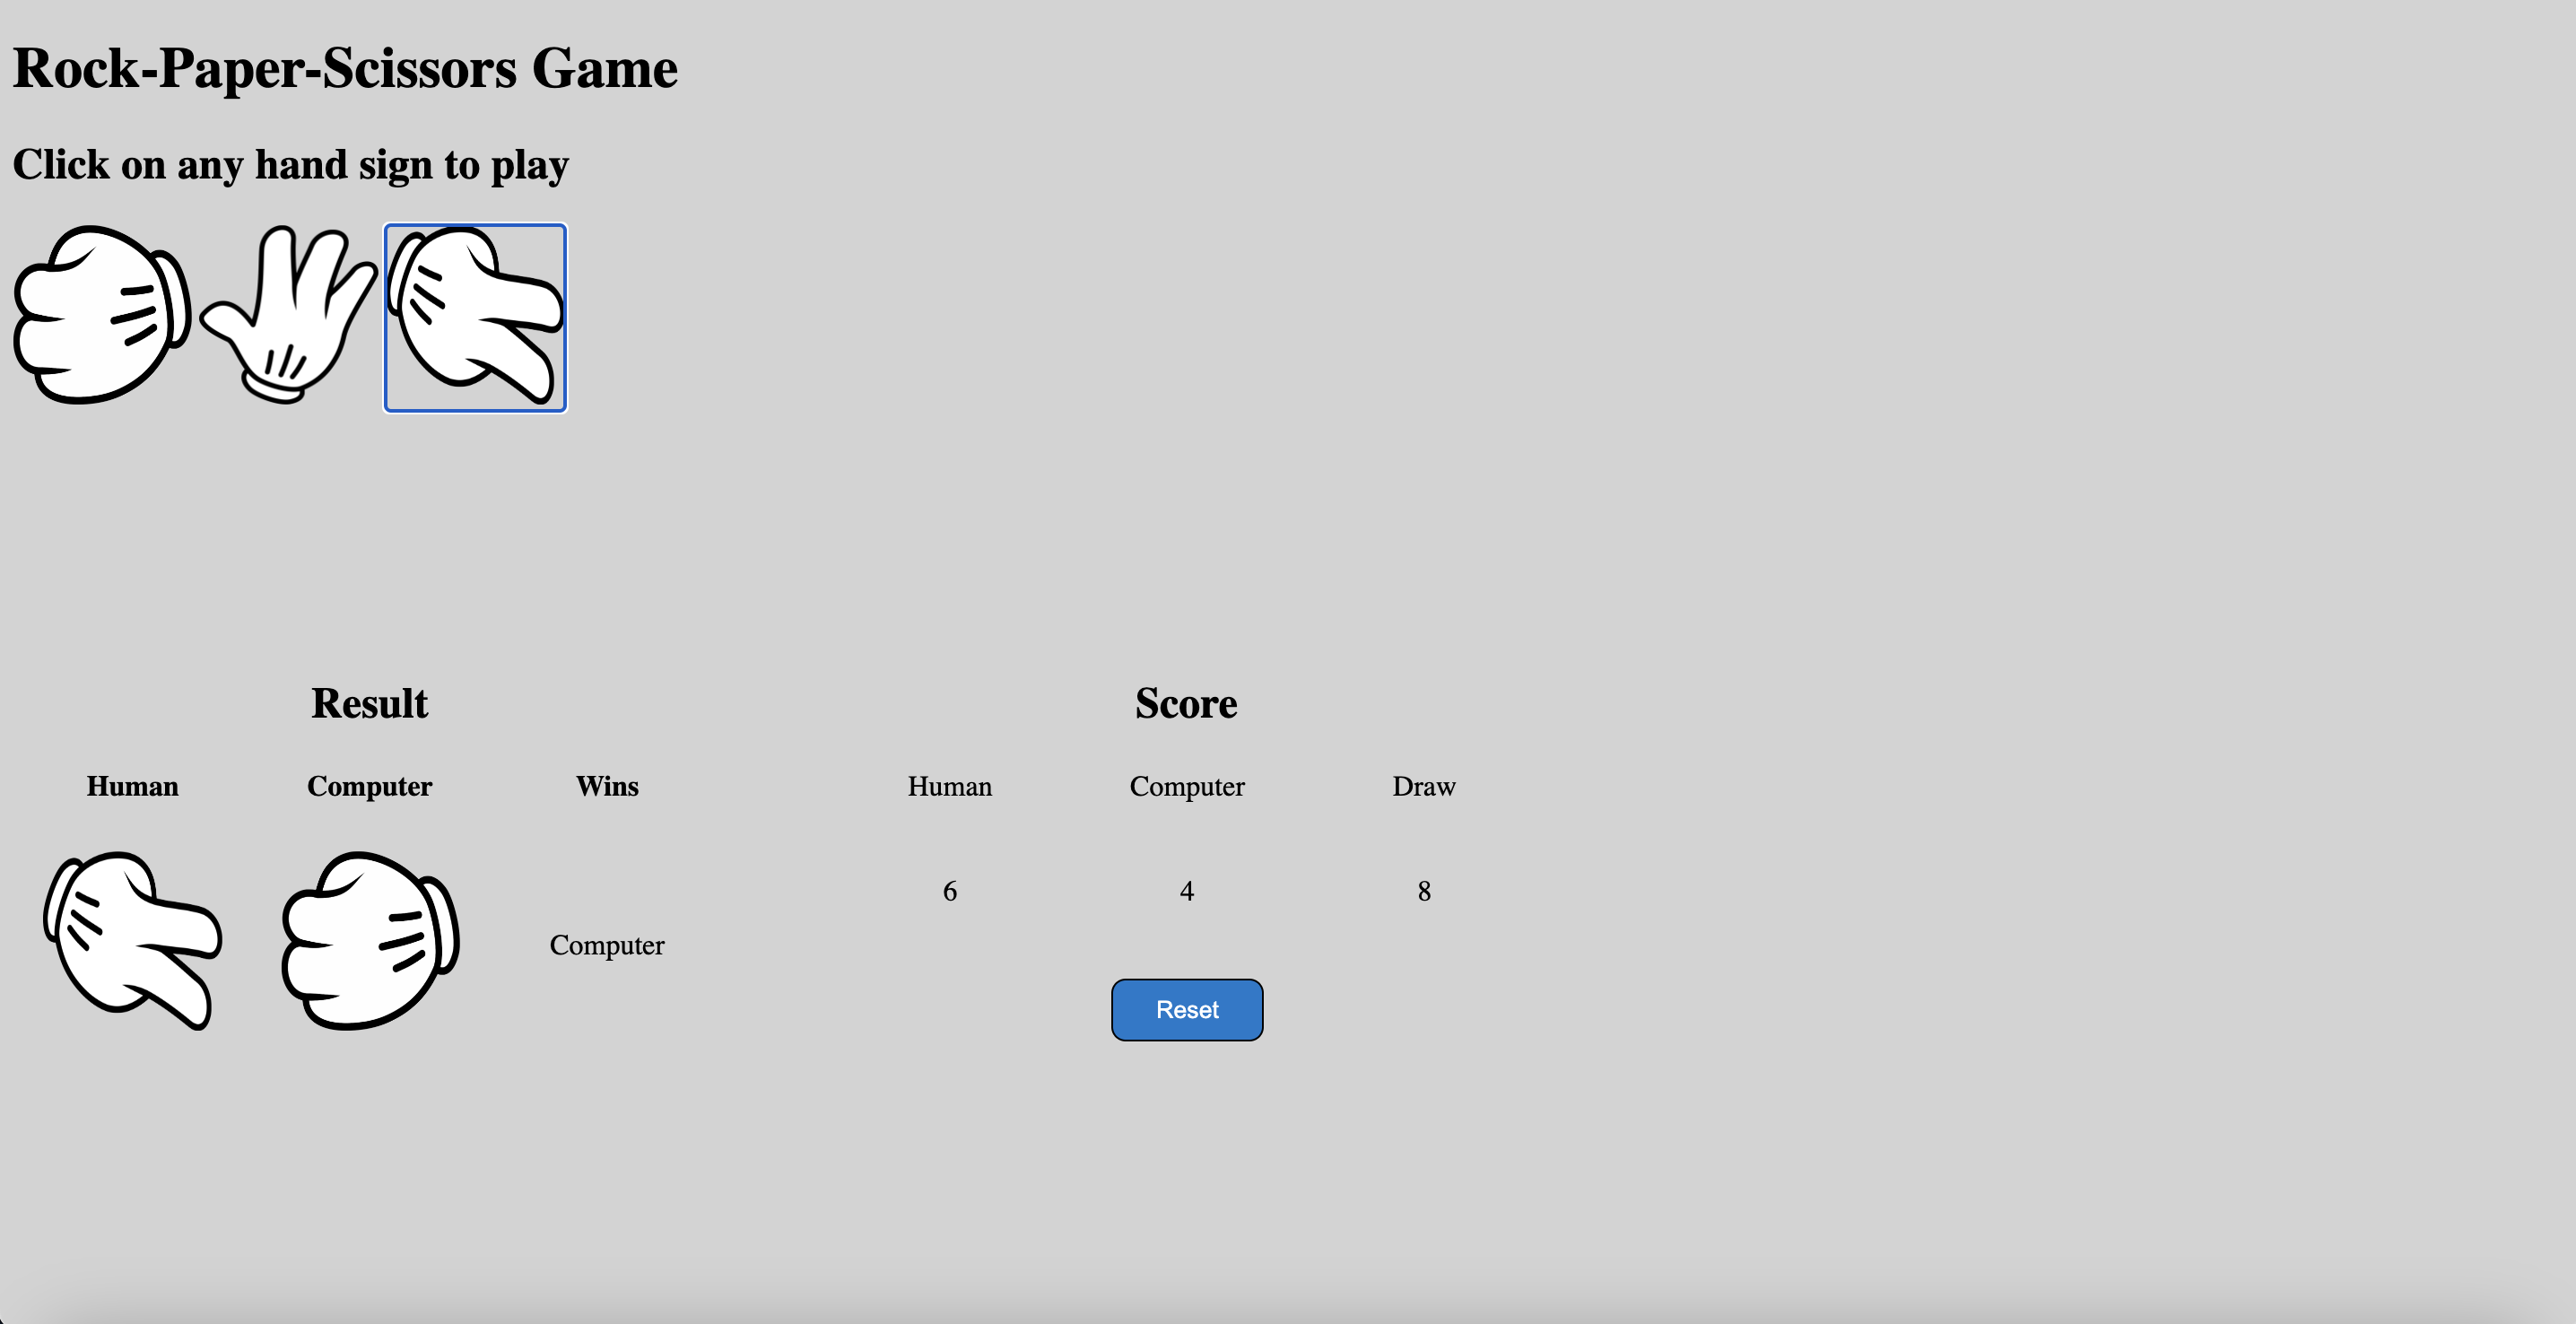 Rock-Paper-Scissors Game
Click on any hand sign to play
Result
Human Computer Wins
Computer
Score
Human Computer Draw
6 4 8
Reset